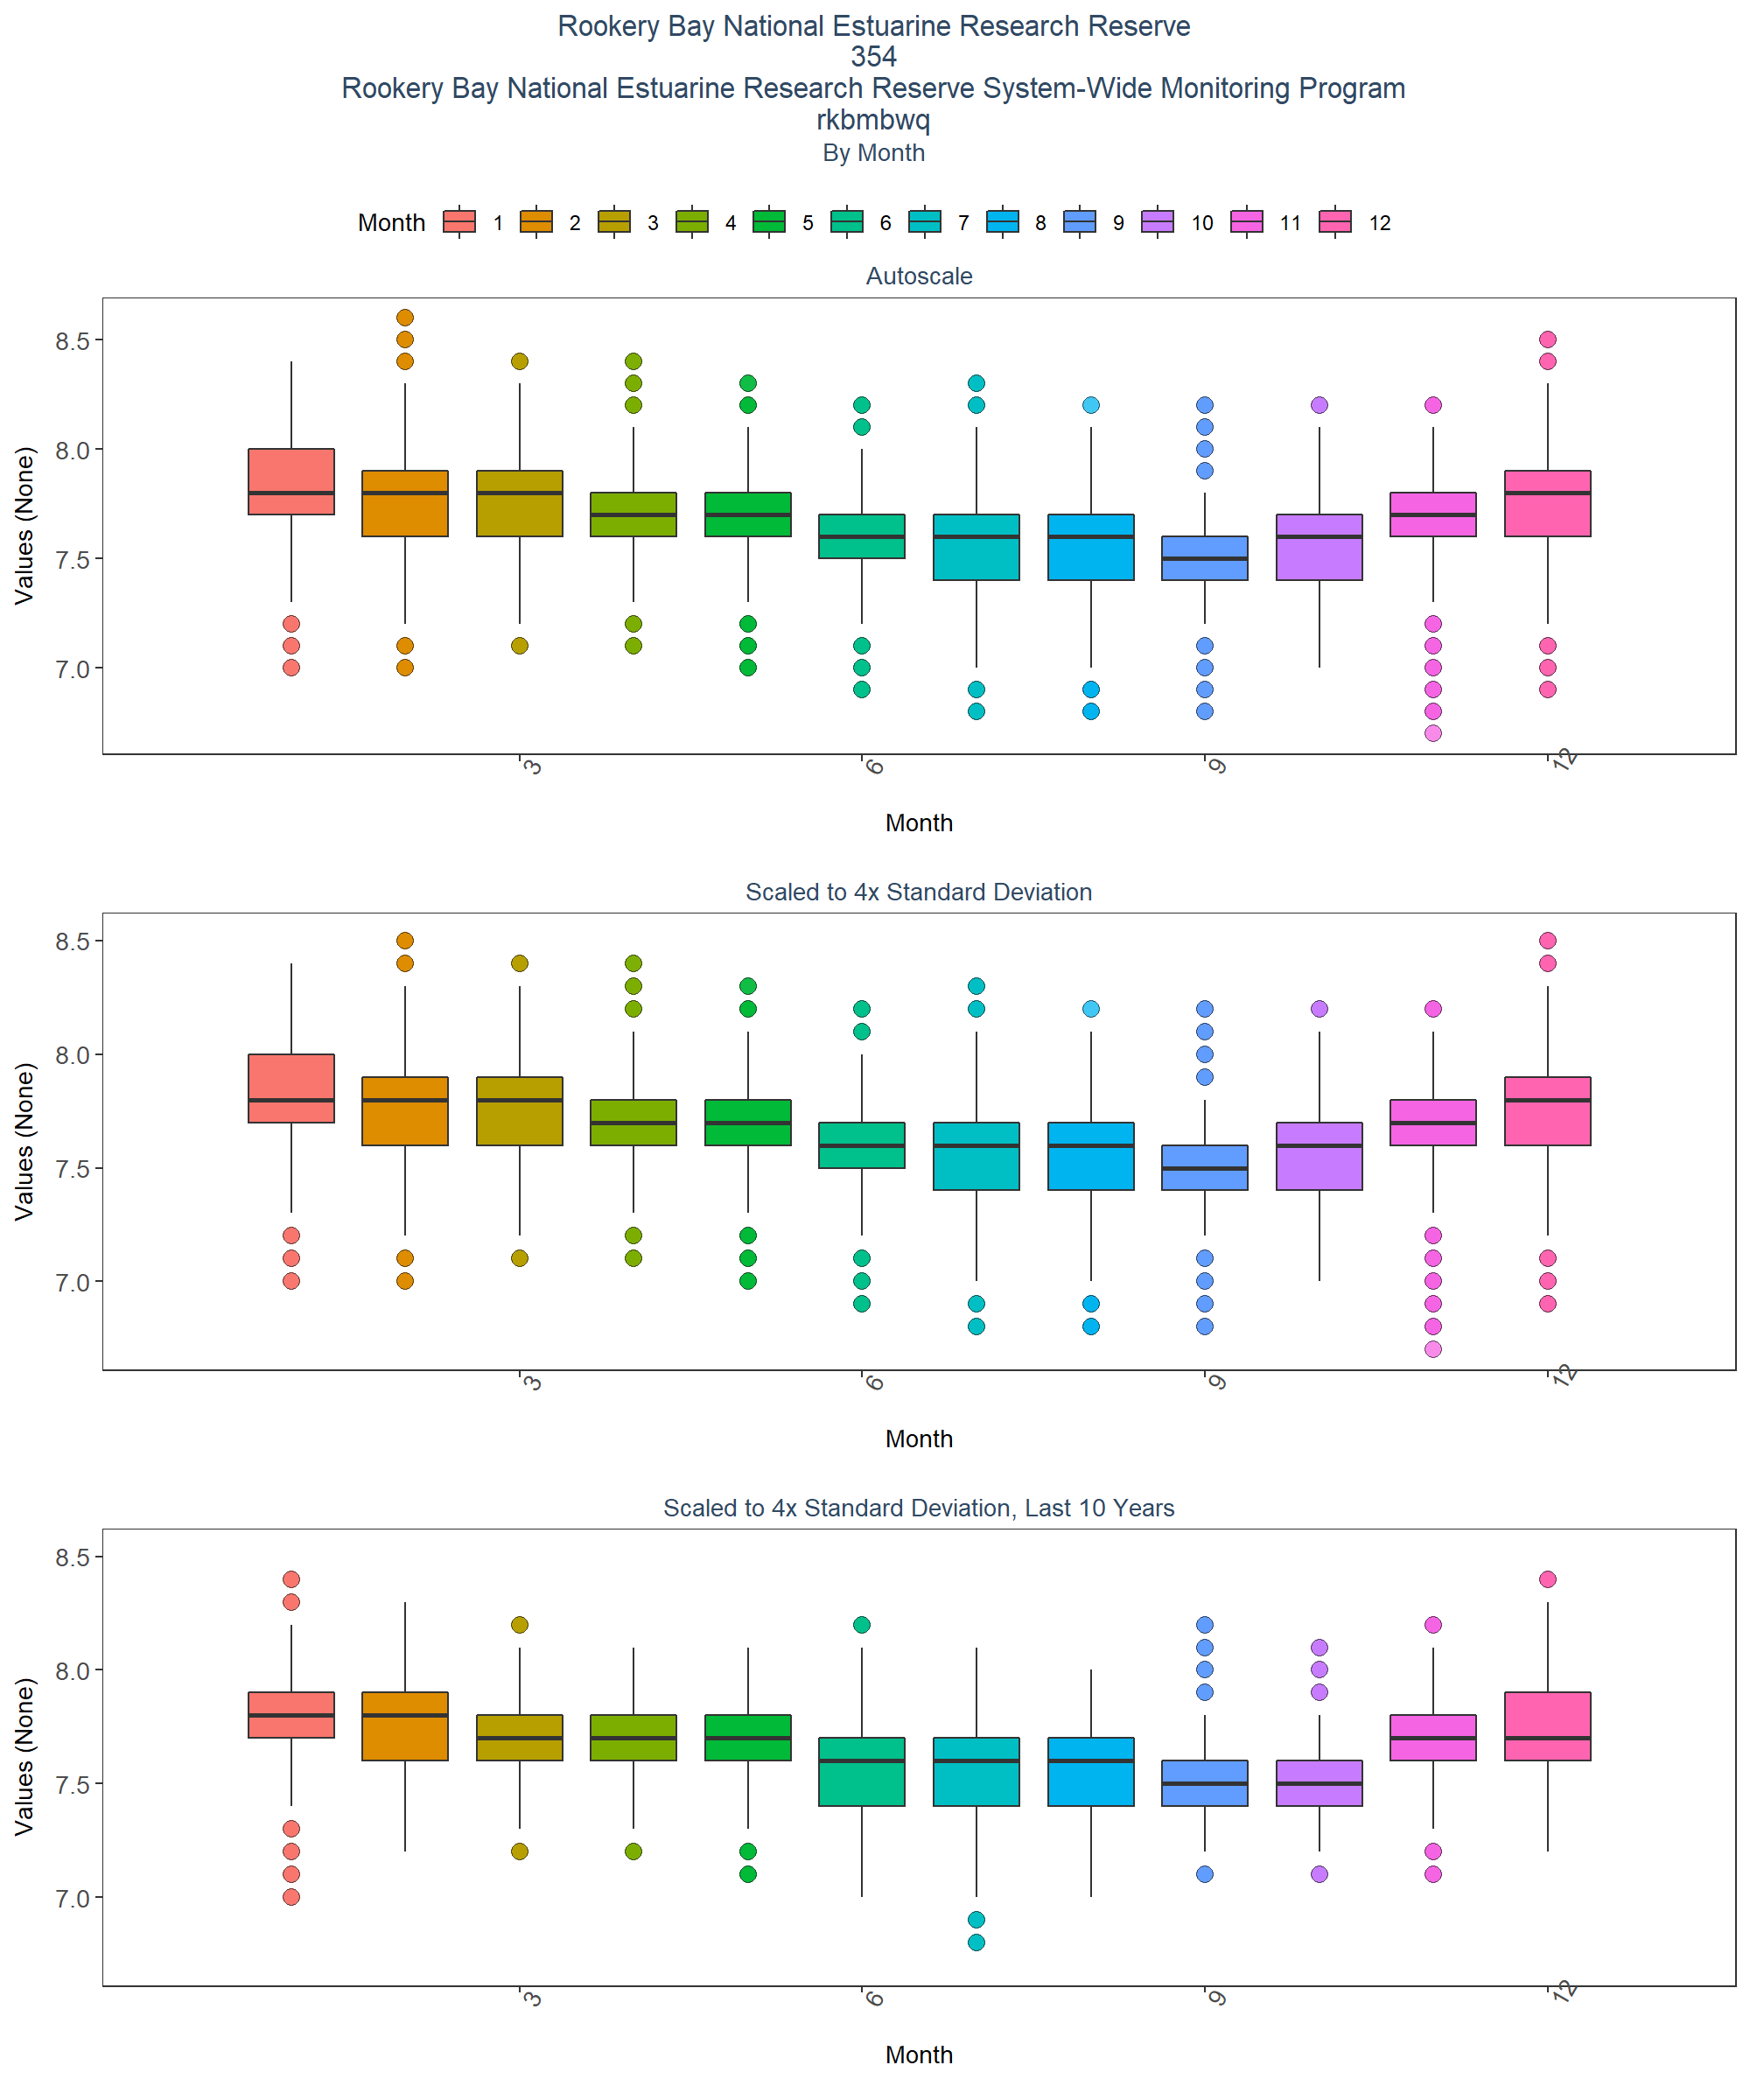 Rookery Bay National Estuarine Research Reserve
354
Rookery Bay National Estuarine Research Reserve System-Wide Monitoring Program
rkbmbwq
By Month
Month 1 2 3 4 5 6 7 8 9 10 11 12
Autoscale
8.5
8.0
7.5
7.0
Values (None)
3 6 9 12
Month
Scaled to 4x Standard Deviation
8.5
8.0
7.5
7.0
Values (None)
3 6 9 12
Month
Scaled to 4x Standard Deviation, Last 10 Years
8.5
8.0
7.5
7.0
Values (None)
3 6 9 12
Month